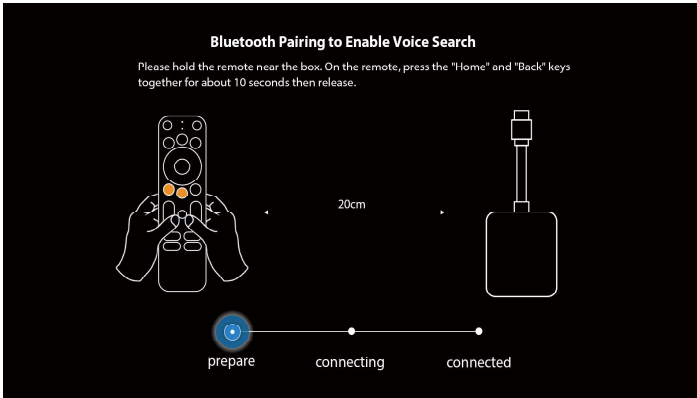 Bluetooth Pairing to Enable Voice Search
Please hold the remote near the box. On the remote, press the "Home" and "Back" keys
together for about 10 seconds then release.
20cm
prepare
connecting
connected